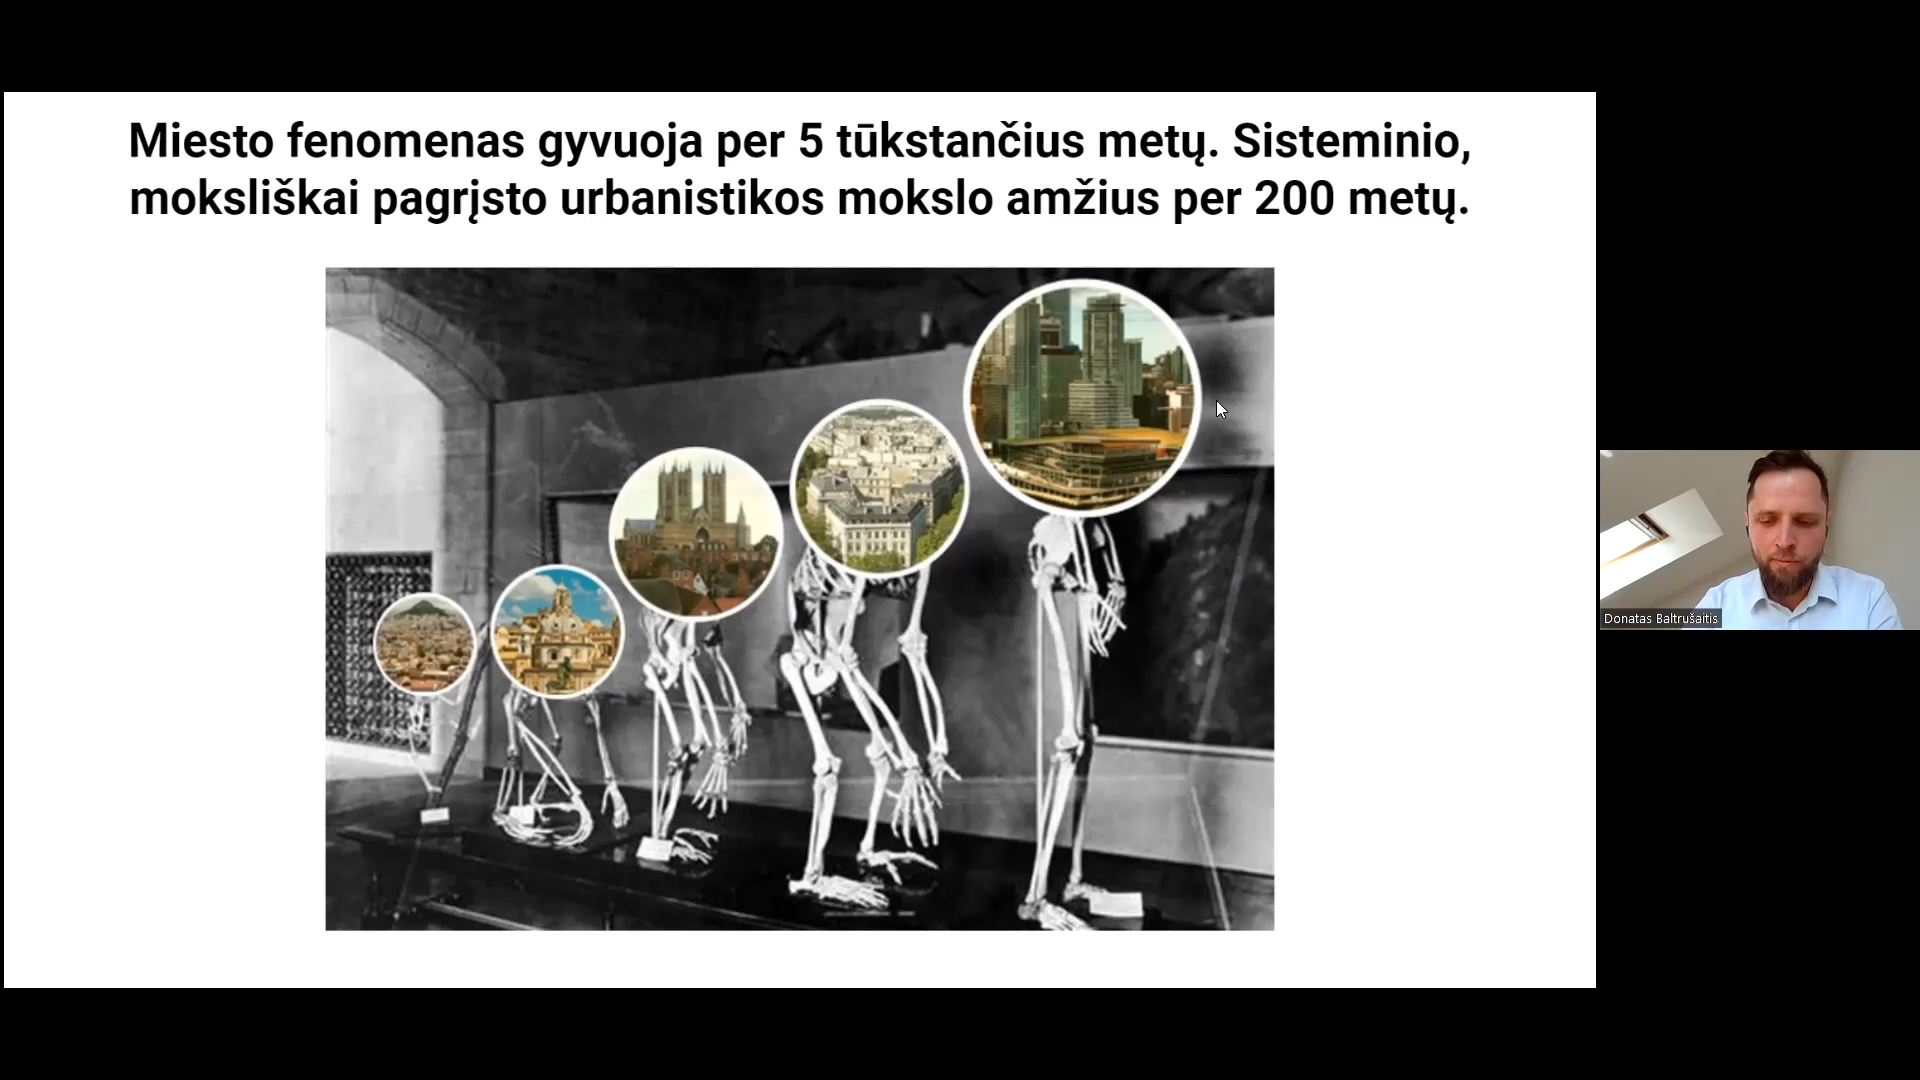 Miesto fenomenas gyvuoja per 5 tūkstančius metų. Sisteminio,
moksliškai pagrįsto urbanistikos mokslo amžius per 200 metų.
Donatas Baltrušaitis